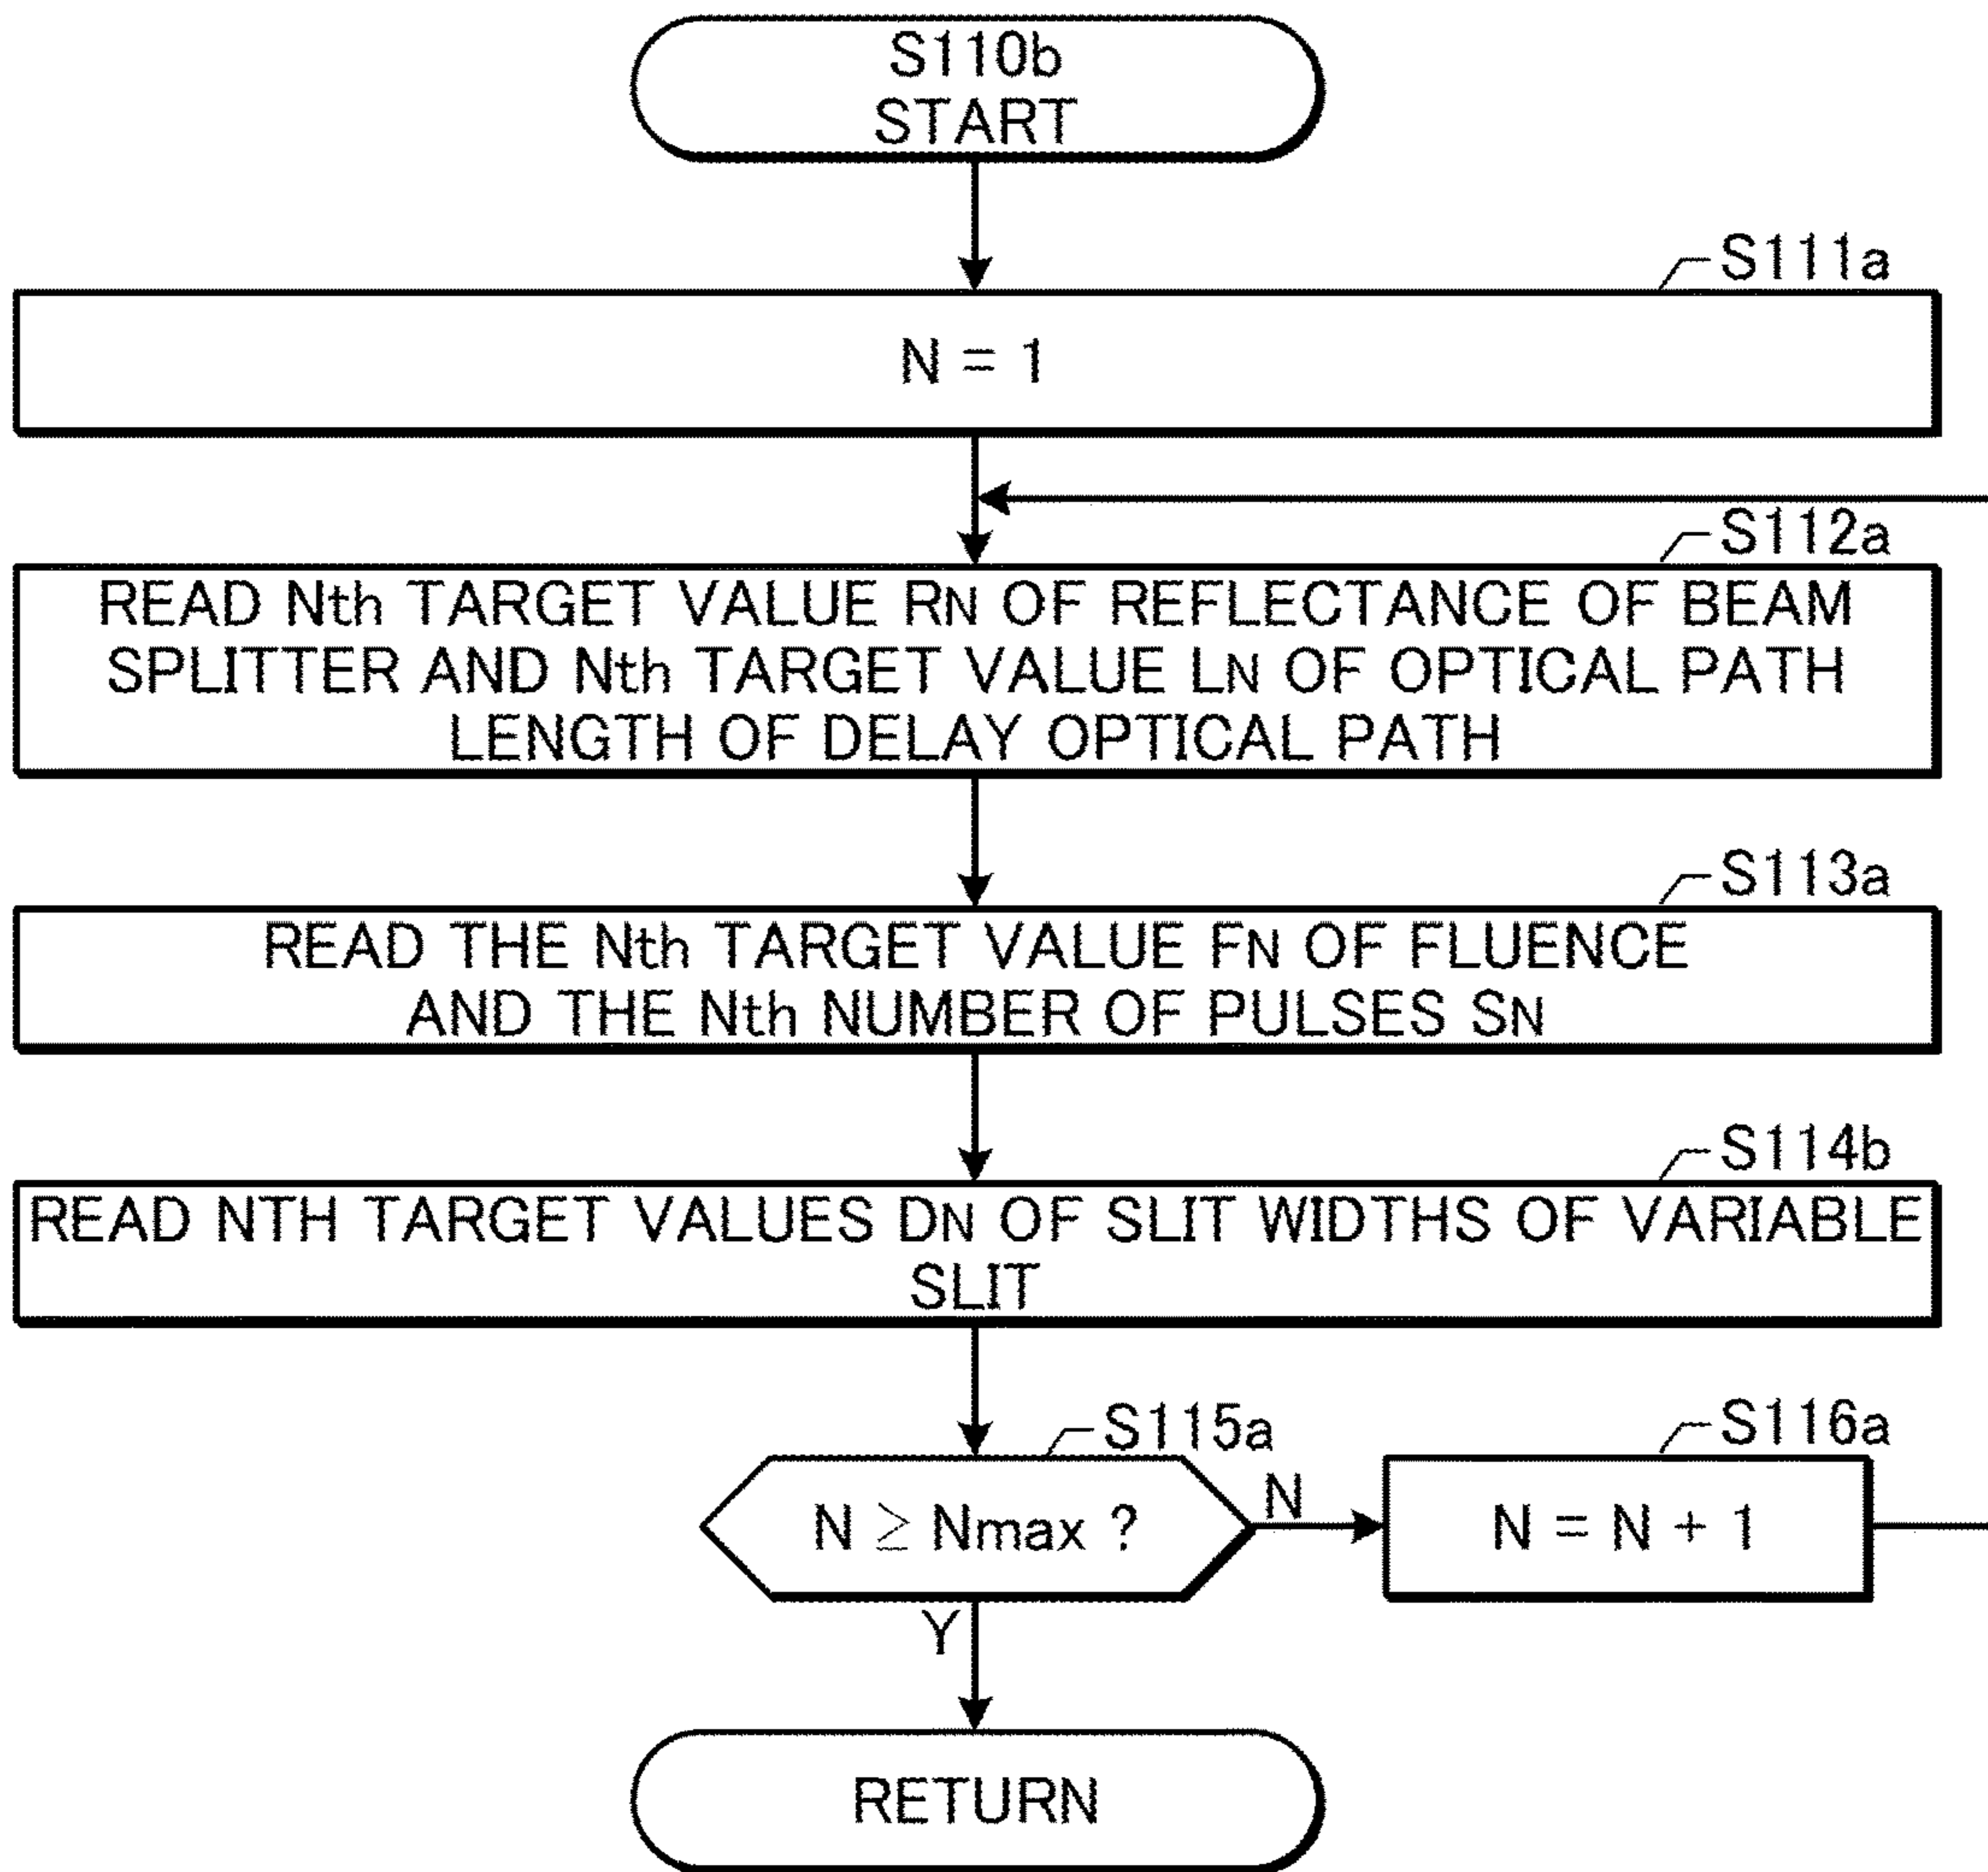 S110b
START
S111a
N = 1
S112a
READ Nth TARGET VALUE RN OF REFLECTANCE OF BEAM
SPLITTER AND Nth TARGET VALUE LN OF OPTICAL PATH
LENGTH OF DELAY OPTICAL PATH
S113a
READ THE Nth TARGET VALUE FN OF FLUENCE
AND THE Nth NUMBER OF PULSES SN
S114b
READ NTH TARGET VALUES DN OF SLIT WIDTHS OF VARIABLE
SLIT
S115a
N ≥ Nmax ?
N
S116a
N = N + 1
Y
RETURN